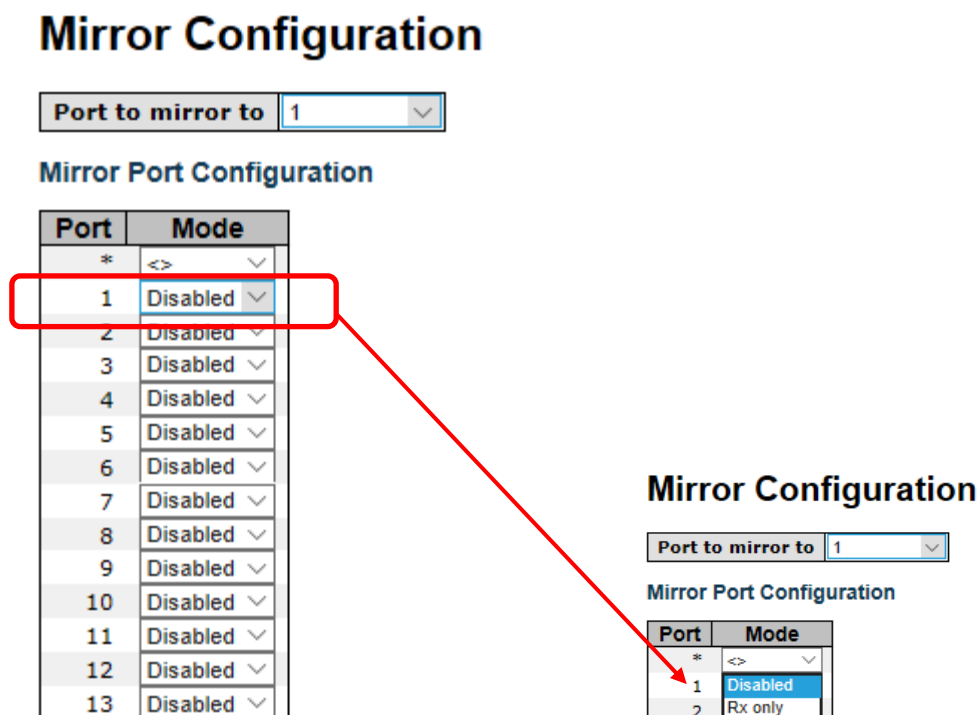 Mirror Configuration
Port to mirror to 1
Mirror Port Configuration
Port Mode
* <>
1 Disabled
2 Disabled
3 Disabled
4 Disabled
5 Disabled
6 Disabled
7 Disabled
8 Disabled
9 Disabled
10 Disabled
11 Disabled
12 Disabled
13 Disabled
Mirror Configuration
Port to mirror to 1
Mirror Port Configuration
Port Mode
* <>
1 Disabled
2 Rx only